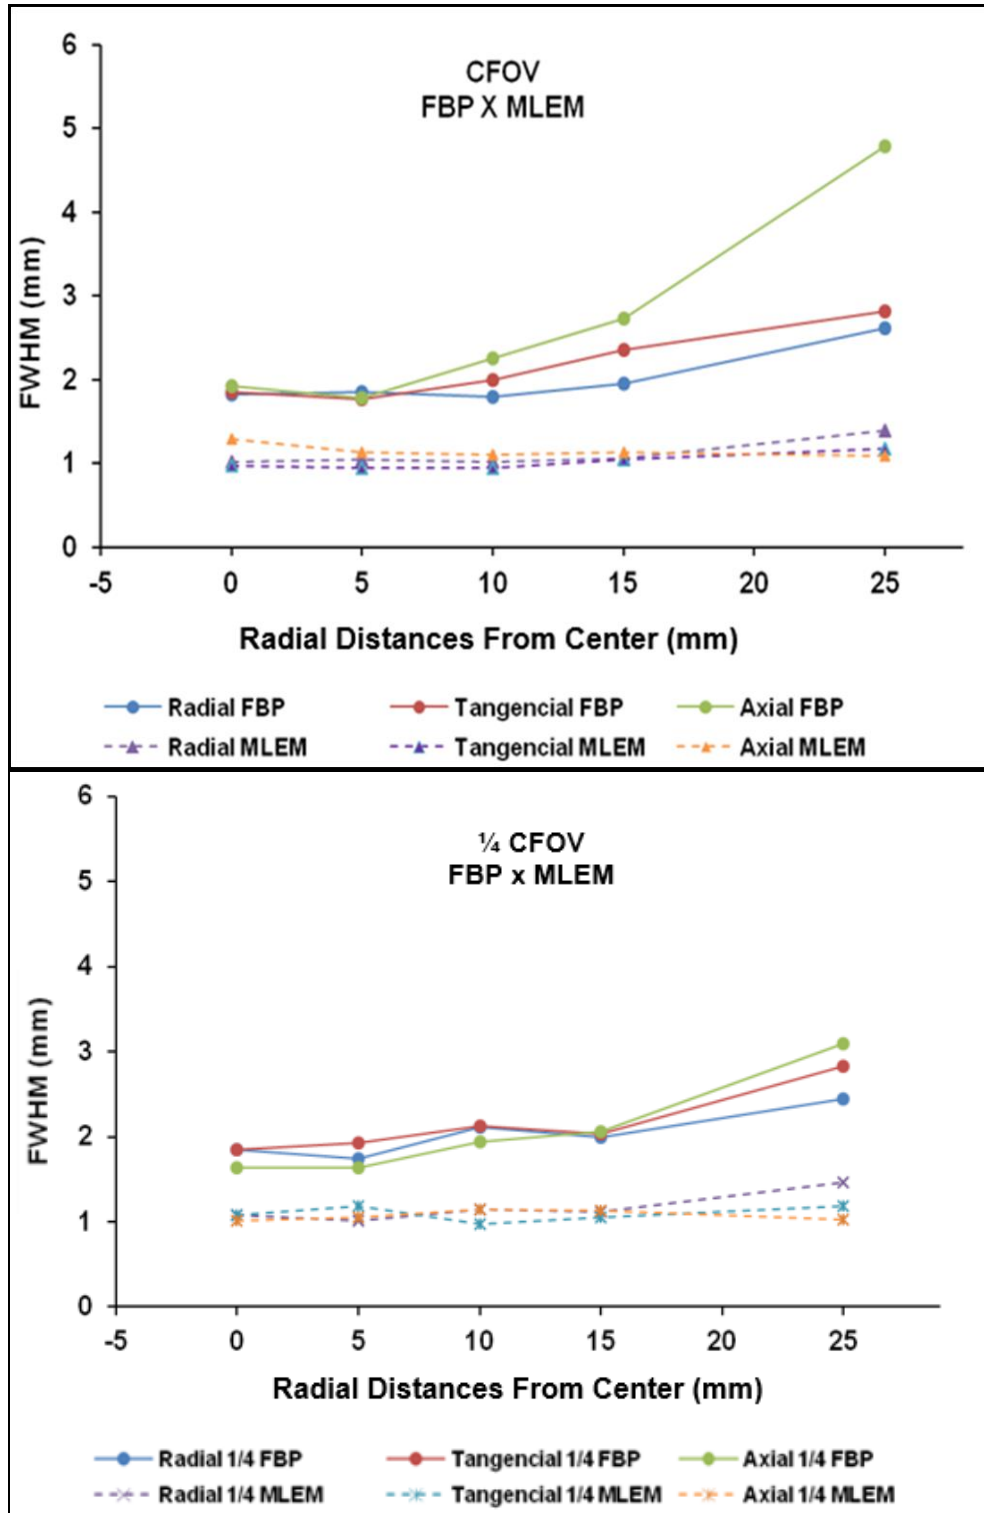 CFOV
FBP X MLEM
6
5
4
3
2
1
0
FWHM (mm)
-5 0 5 10 15 20 25
Radial Distances From Center (mm)
Radial FBP Tangencial FBP Axial FBP
Radial MLEM Tangencial MLEM Axial MLEM
¼ CFOV
FBP x MLEM
6
5
4
3
2
1
0
FWHM (mm)
-5 0 5 10 15 20 25
Radial Distances From Center (mm)
Radial 1/4 FBP Tangencial 1/4 FBP Axial 1/4 FBP
Radial 1/4 MLEM Tangencial 1/4 MLEM Axial 1/4 MLEM